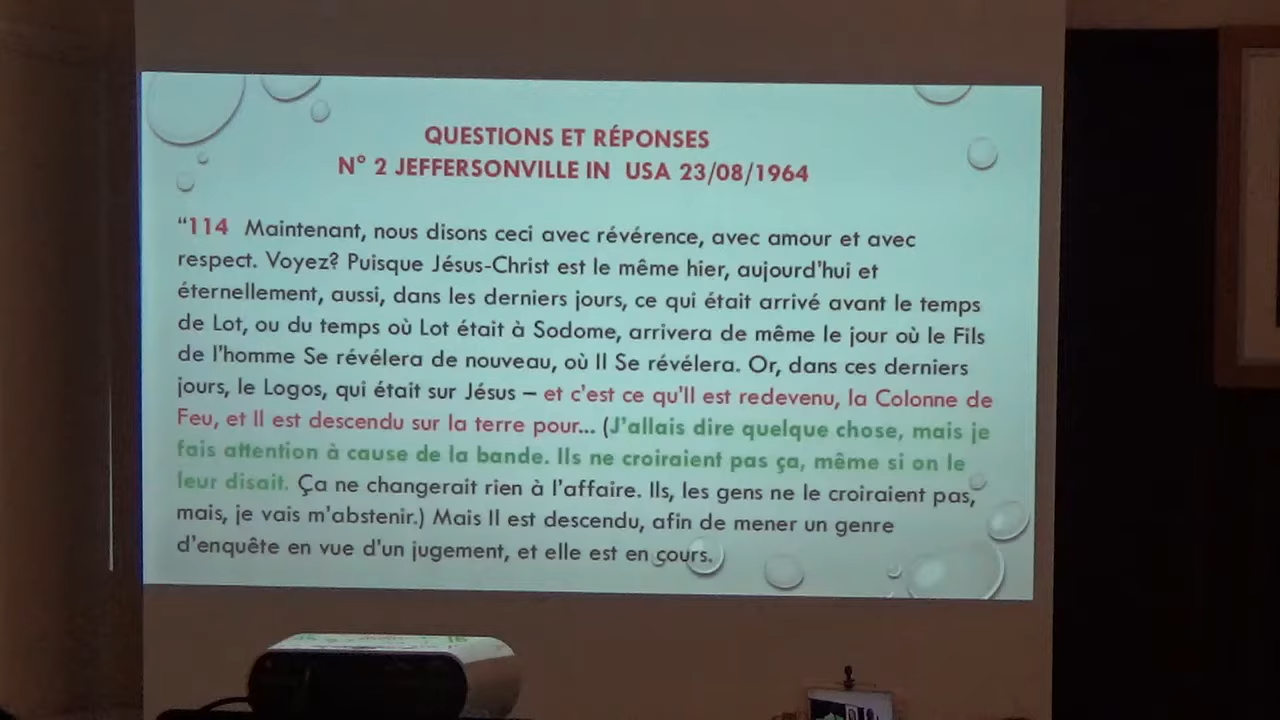 QUESTIONS ET RÉPONSES
N° 2 JEFFERSONVILLE IN USA 23/08/1964
“114 Maintenant, nous disons ceci avec révérence, avec amour et avec
respect. Voyez? Puisque Jésus-Christ est le même hier, aujourd'hui et
éternellement, aussi, dans les derniers jours, ce qui était arrivé avant le temps
de Lot, ou du temps où Lot était à Sodome, arrivera de même le jour où le Fils
de l'homme Se révélera de nouveau, où Il Se révélera. Or, dans ces derniers
jours, le Logos, qui était sur Jésus – et c'est ce qu'Il est redevenu, la Colonne de
Feu, et Il est descendu sur la terre pour... (J'allais dire quelque chose, mais je
fais attention à cause de la bande. Ils ne croiraient pas ça, même si on le
leur disait. Ça ne changerait rien à l'affaire. Ils, les gens ne le croiraient pas,
mais, je vais m'abstenir.) Mais Il est descendu, afin de mener un genre
d'enquête en vue d'un jugement, et elle est en cours.